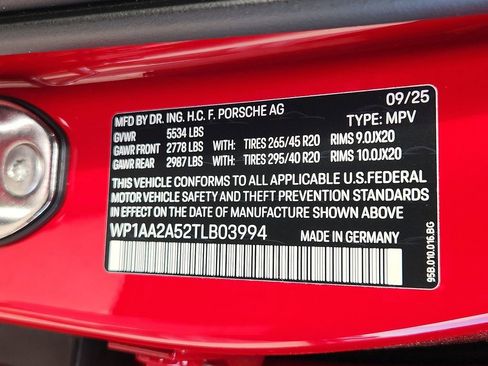 09/25
MFD BY DR. ING. H.C. F. PORSCHE AG
GVWR 5534 LBS TYPE: MPV
GAWR FRONT 2778 LBS WITH: TIRES 265/45 R20 RIMS 9.0JX20
GAWR REAR 2987 LBS WITH: TIRES 295/40 R20 RIMS 10.0JX20
THIS VEHICLE CONFORMS TO ALL APPLICABLE U.S.FEDERAL
MOTOR VEHICLE SAFETY AND THEFT PREVENTION STANDARDS
IN EFFECT ON THE DATE OF MANUFACTURE SHOWN ABOVE
WP1AA2A52TLB03994 MADE IN GERMANY
95B.010.016.BG